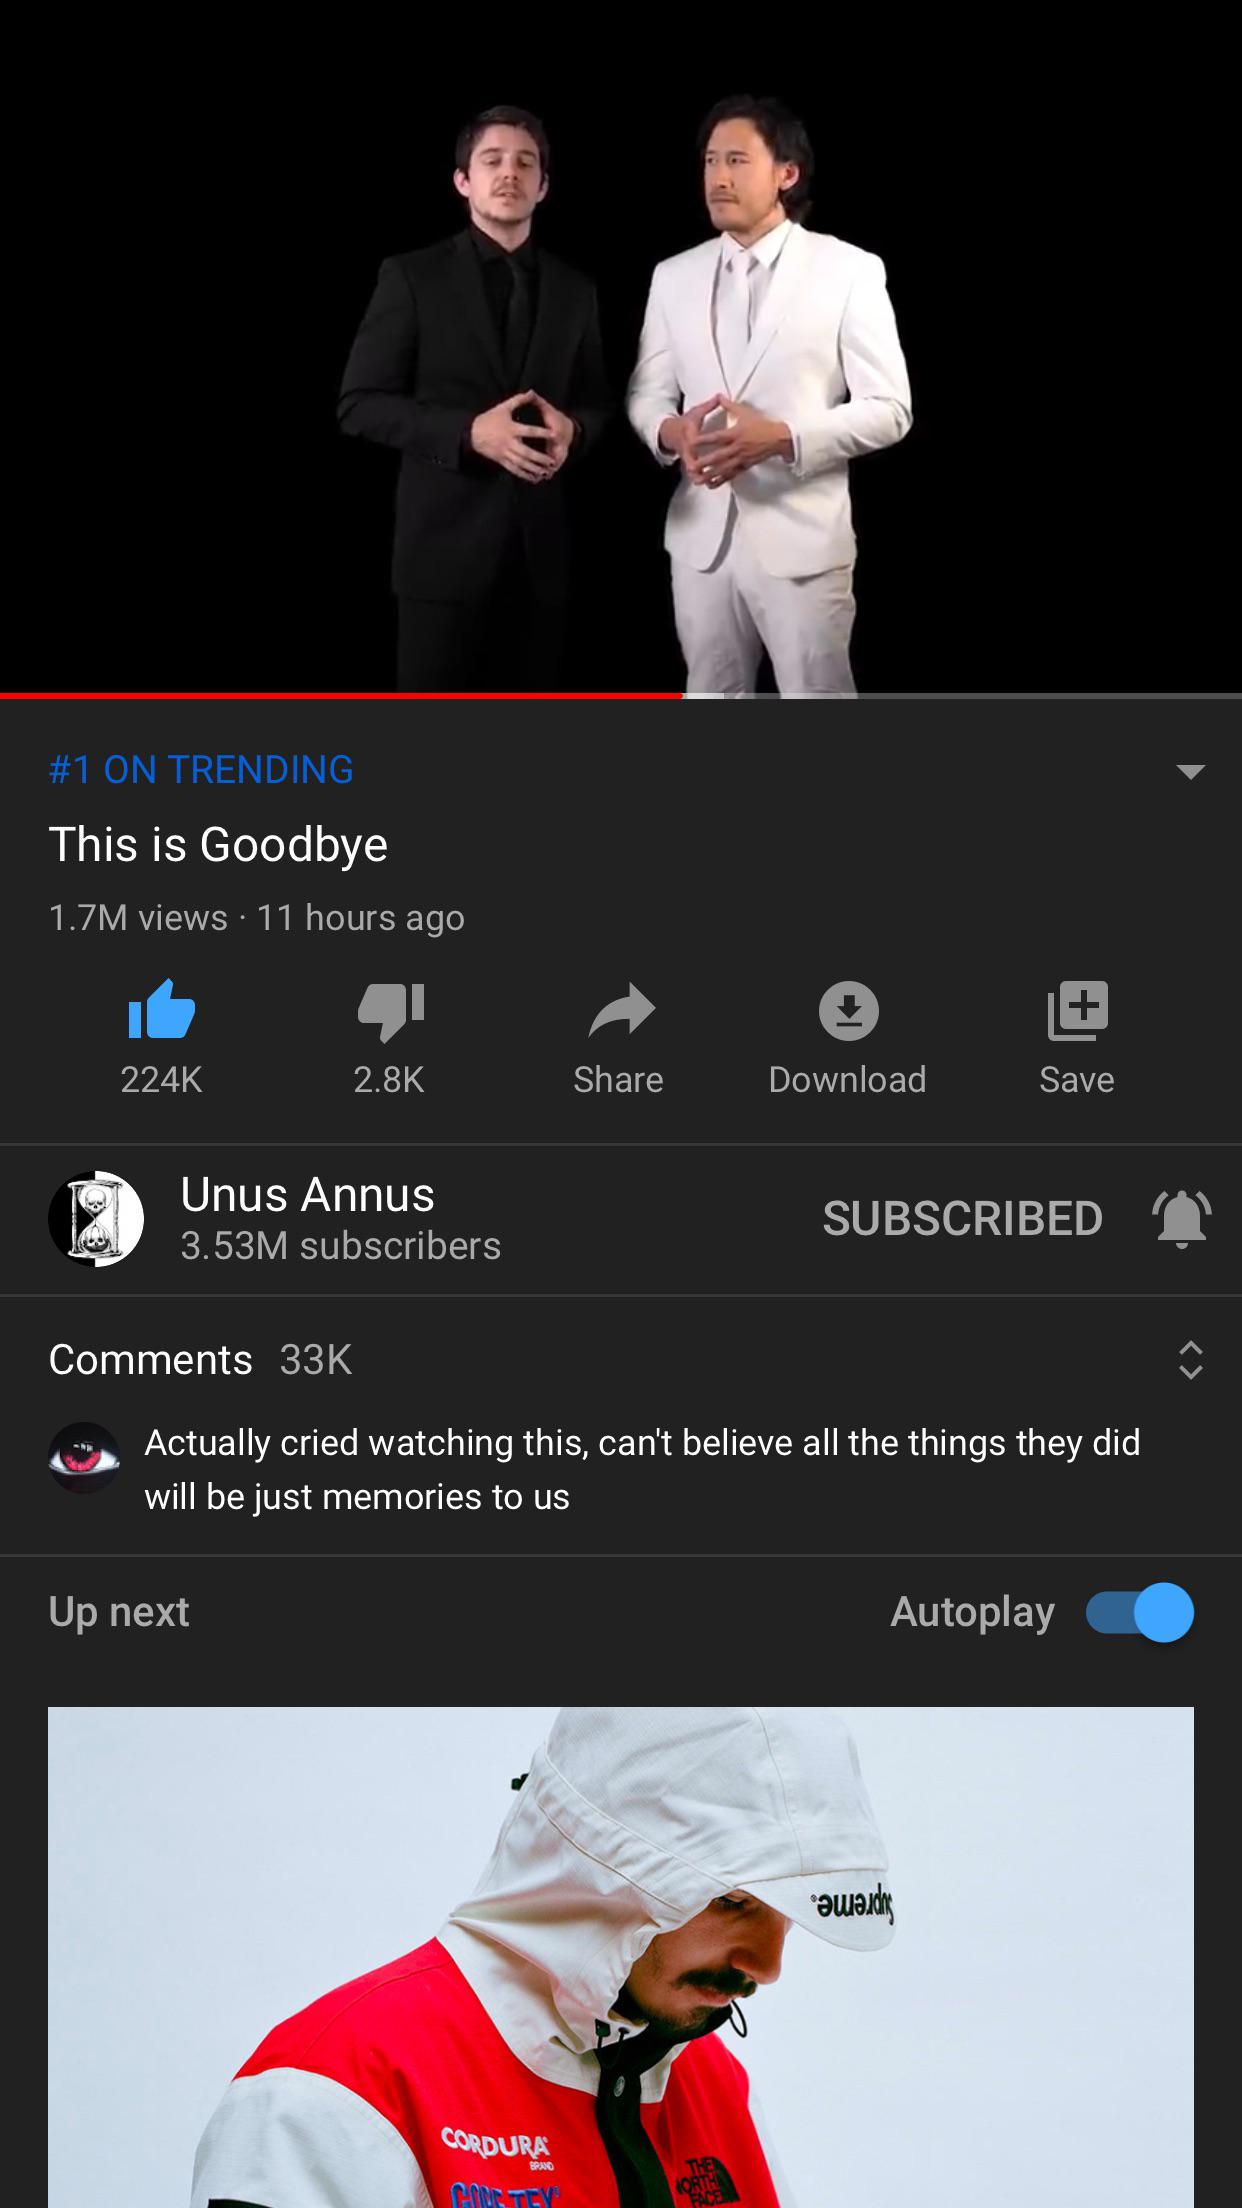 #1 ON TRENDING
This is Goodbye
1.7M views · 11 hours ago
224K
2.8K
Share
Download
Save
Unus Annus
3.53M subscribers
SUBSCRIBED
Comments 33K
Actually cried watching this, can't believe all the things they did
will be just memories to us
Up next
Autoplay
Supreme®
CORDURA®
BRAND
GORE-TEX®
THE
NORTH
FACE